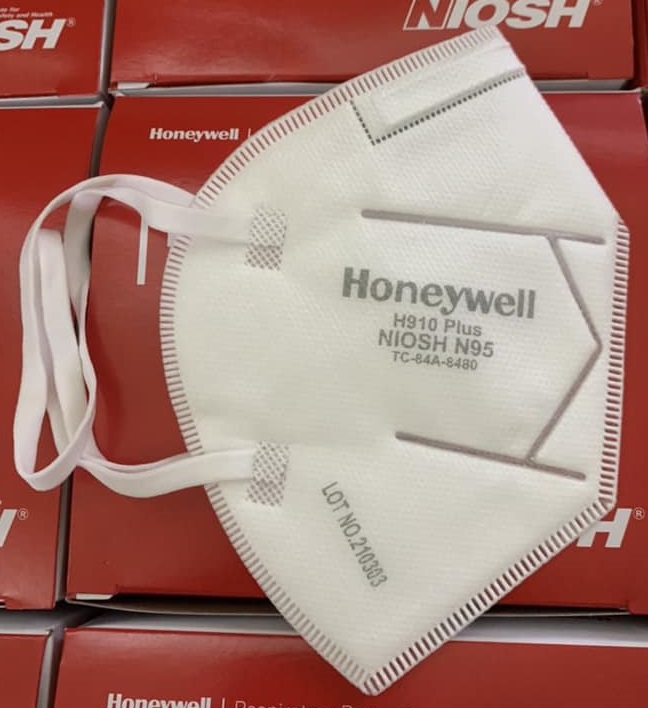 NIOSH®
SH®
Honeywell |
Honeywell
H910 Plus
NIOSH N95
TC-84A-8480
LOT NO.210303
H®
Honeywell |